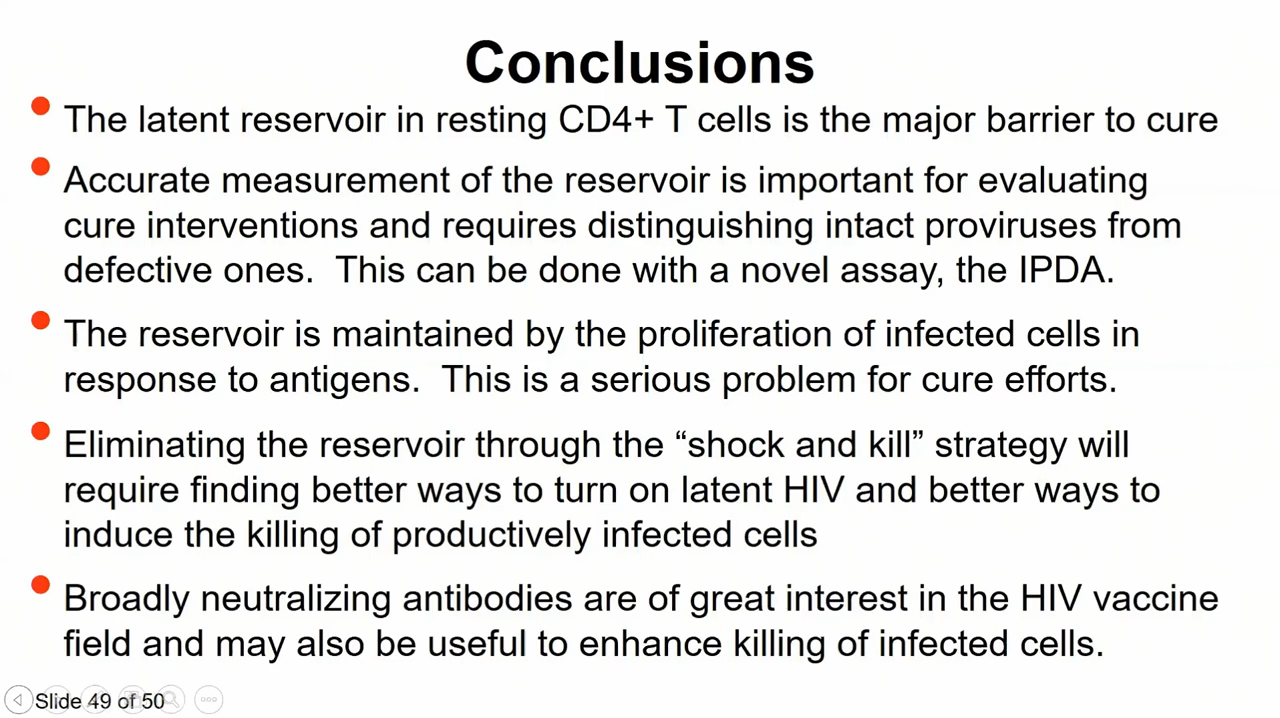 Conclusions
• The latent reservoir in resting CD4+ T cells is the major barrier to cure
• Accurate measurement of the reservoir is important for evaluating
cure interventions and requires distinguishing intact proviruses from
defective ones.  This can be done with a novel assay, the IPDA.
• The reservoir is maintained by the proliferation of infected cells in
response to antigens.  This is a serious problem for cure efforts.
• Eliminating the reservoir through the “shock and kill” strategy will
require finding better ways to turn on latent HIV and better ways to
induce the killing of productively infected cells
• Broadly neutralizing antibodies are of great interest in the HIV vaccine
field and may also be useful to enhance killing of infected cells.
Slide 49 of 50